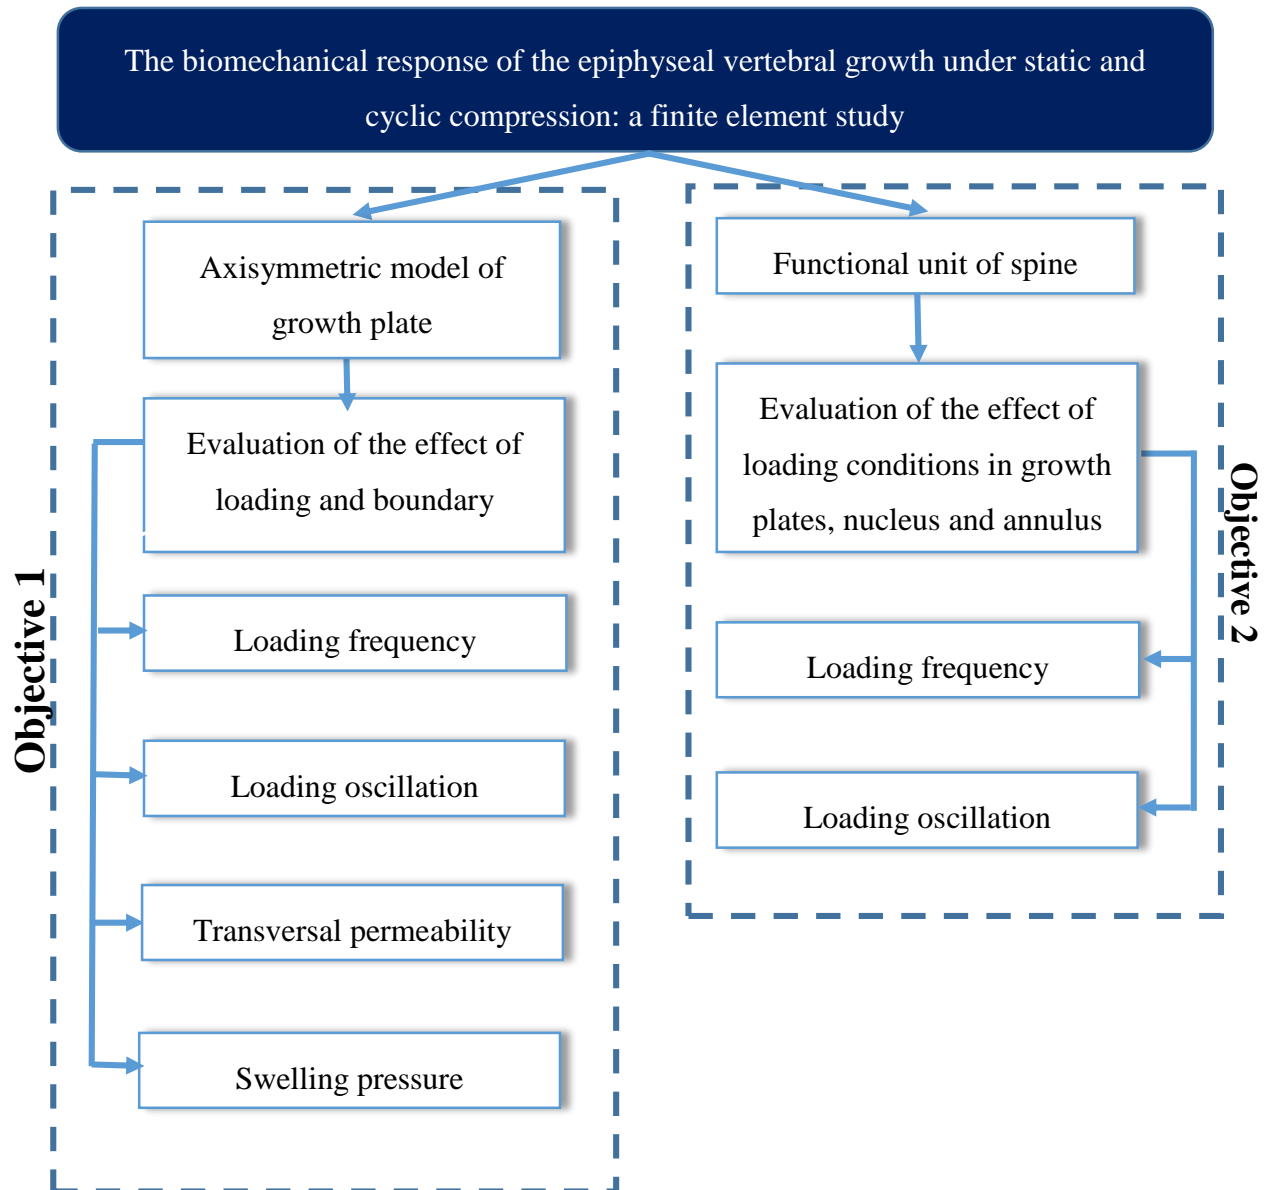 The biomechanical response of the epiphyseal vertebral growth under static and
cyclic compression: a finite element study
Objective 1
Axisymmetric model of
growth plate
Evaluation of the effect of
loading and boundary
Loading frequency
Loading oscillation
Transversal permeability
Swelling pressure
Objective 2
Functional unit of spine
Evaluation of the effect of
loading conditions in growth
plates, nucleus and annulus
Loading frequency
Loading oscillation